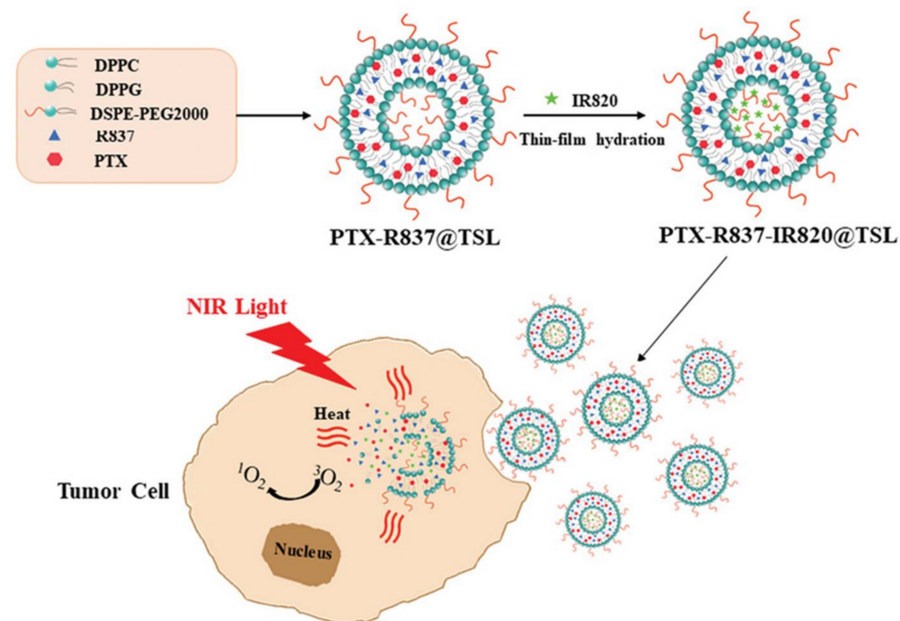 DPPC
DPPG
DSPE-PEG2000
R837
PTX
IR820
Thin-film hydration
PTX-R837@TSL
PTX-R837-IR820@TSL
NIR Light
Heat
¹O₂
³O₂
Tumor Cell
Nucleus